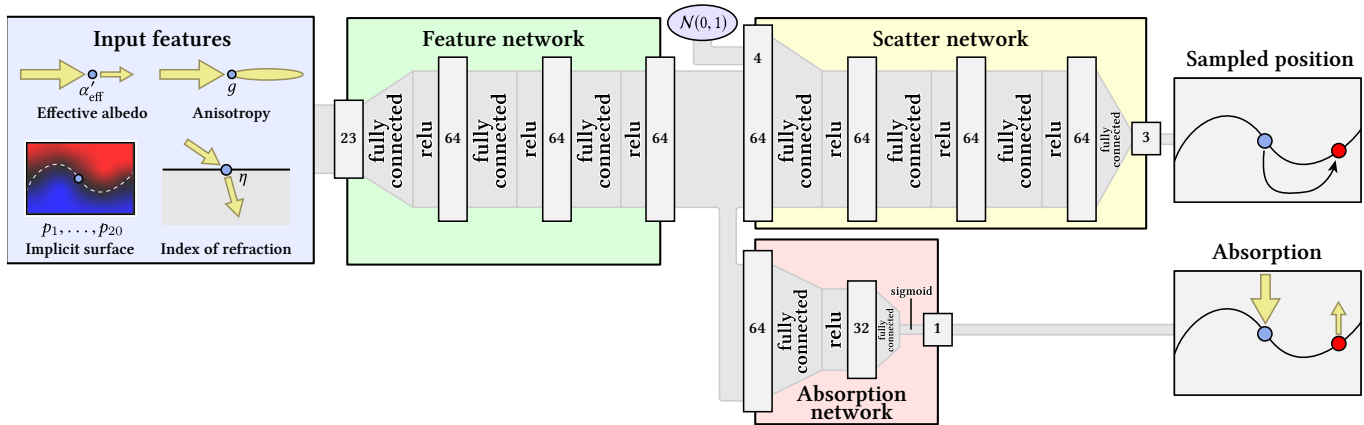 Input features
α′eff
Effective albedo
g
Anisotropy
p1, . . . , p20
Implicit surface
η
Index of refraction
Feature network
23
fully
connected
relu
64
fully
connected
relu
64
fully
connected
relu
64
N(0, 1)
Scatter network
4
64
fully
connected
relu
64
fully
connected
relu
64
fully
connected
relu
64
fully
connected
3
Sampled position
64
fully
connected
relu
32
fully
connected
sigmoid
1
Absorption
network
Absorption